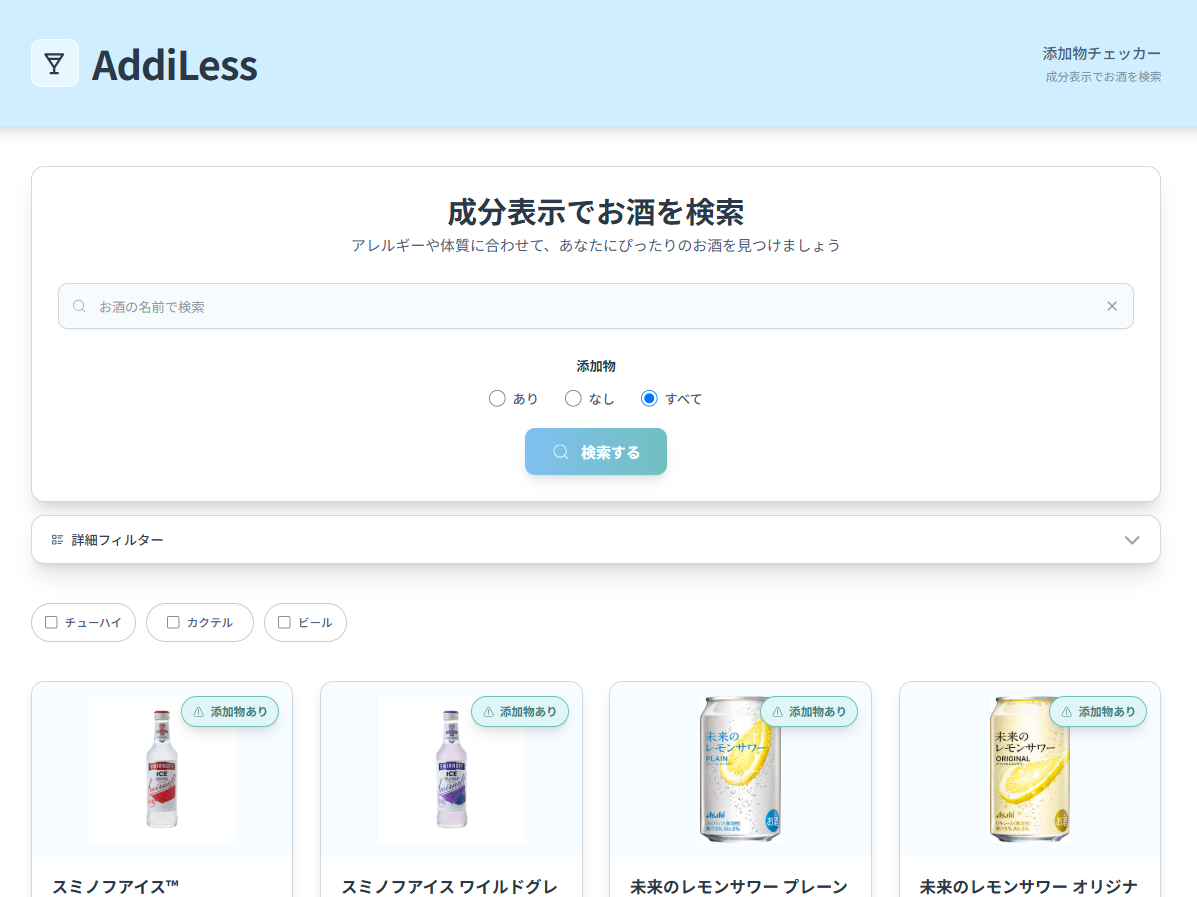 AddiLess
添加物チェッカー
成分表示でお酒を検索
成分表示でお酒を検索
アレルギーや体質に合わせて、あなたにぴったりのお酒を見つけましょう
お酒の名前で検索
添加物
あり
なし
すべて
検索する
詳細フィルター
チューハイ
カクテル
ビール
添加物あり
添加物あり
添加物あり
添加物あり
SMIRNOFF
ICE
Smirnoff
SMIRNOFF
ICE
Smirnoff
未来の
レモンサワー
PLAIN
Asahi
お酒
未来の
レモンサワー
ORIGINAL
Asahi
お酒
スミノフアイス™
スミノフアイス ワイルドグレ
未来のレモンサワー プレーン
未来のレモンサワー オリジナ